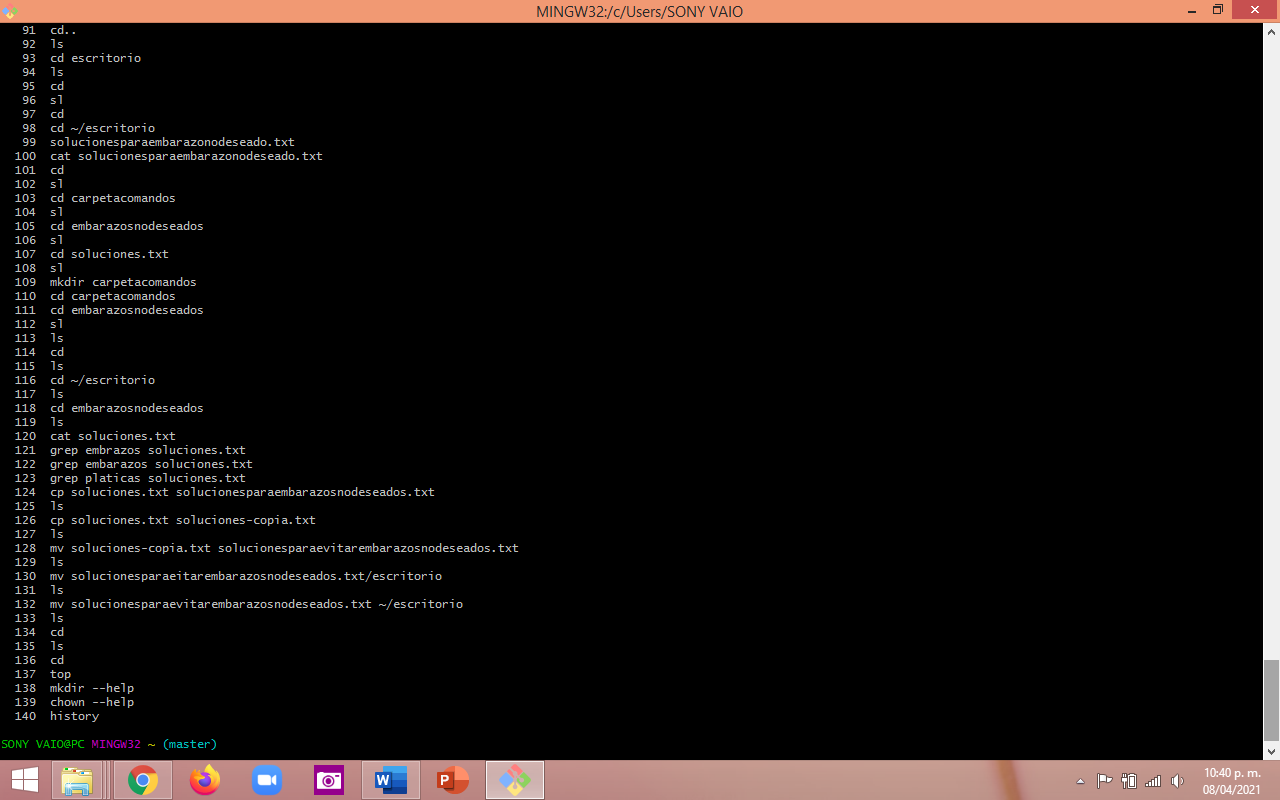 MINGW32:/c/Users/SONY VAIO
91 cd..
92 ls
93 cd escritorio
94 ls
95 cd
96 sl
97 cd
98 cd ~/escritorio
99 solucionesparaembarazonodeseado.txt
100 cat solucionesparaembarazonodeseado.txt
101 cd
102 sl
103 cd carpetacomandos
104 sl
105 cd embarazosnodeseados
106 sl
107 cd soluciones.txt
108 sl
109 mkdir carpetacomandos
110 cd carpetacomandos
111 cd embarazosnodeseados
112 sl
113 ls
114 cd
115 ls
116 cd ~/escritorio
117 ls
118 cd embarazosnodeseados
119 ls
120 cat soluciones.txt
121 grep embrazos soluciones.txt
122 grep embarazos soluciones.txt
123 grep platicas soluciones.txt
124 cp soluciones.txt solucionesparaembarazosnodeseados.txt
125 ls
126 cp soluciones.txt soluciones-copia.txt
127 ls
128 mv soluciones-copia.txt solucionesparaevitarembarazosnodeseados.txt
129 ls
130 mv solucionesparaeitarembarazosnodeseados.txt/escritorio
131 ls
132 mv solucionesparaevitarembarazosnodeseados.txt ~/escritorio
133 ls
134 cd
135 ls
136 cd
137 top
138 mkdir --help
139 chown --help
140 history
SONY VAIO@PC MINGW32 ~ (master)
10:40 p. m.
08/04/2021